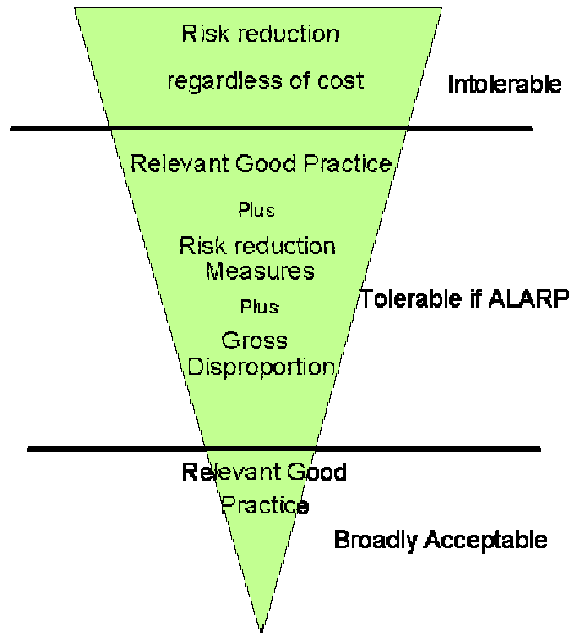 Risk reduction
regardless of cost
Intolerable
Relevant Good Practice
Plus
Risk reduction
Measures
Plus
Tolerable if ALARP
Gross
Disproportion
Relevant Good
Practice
Broadly Acceptable